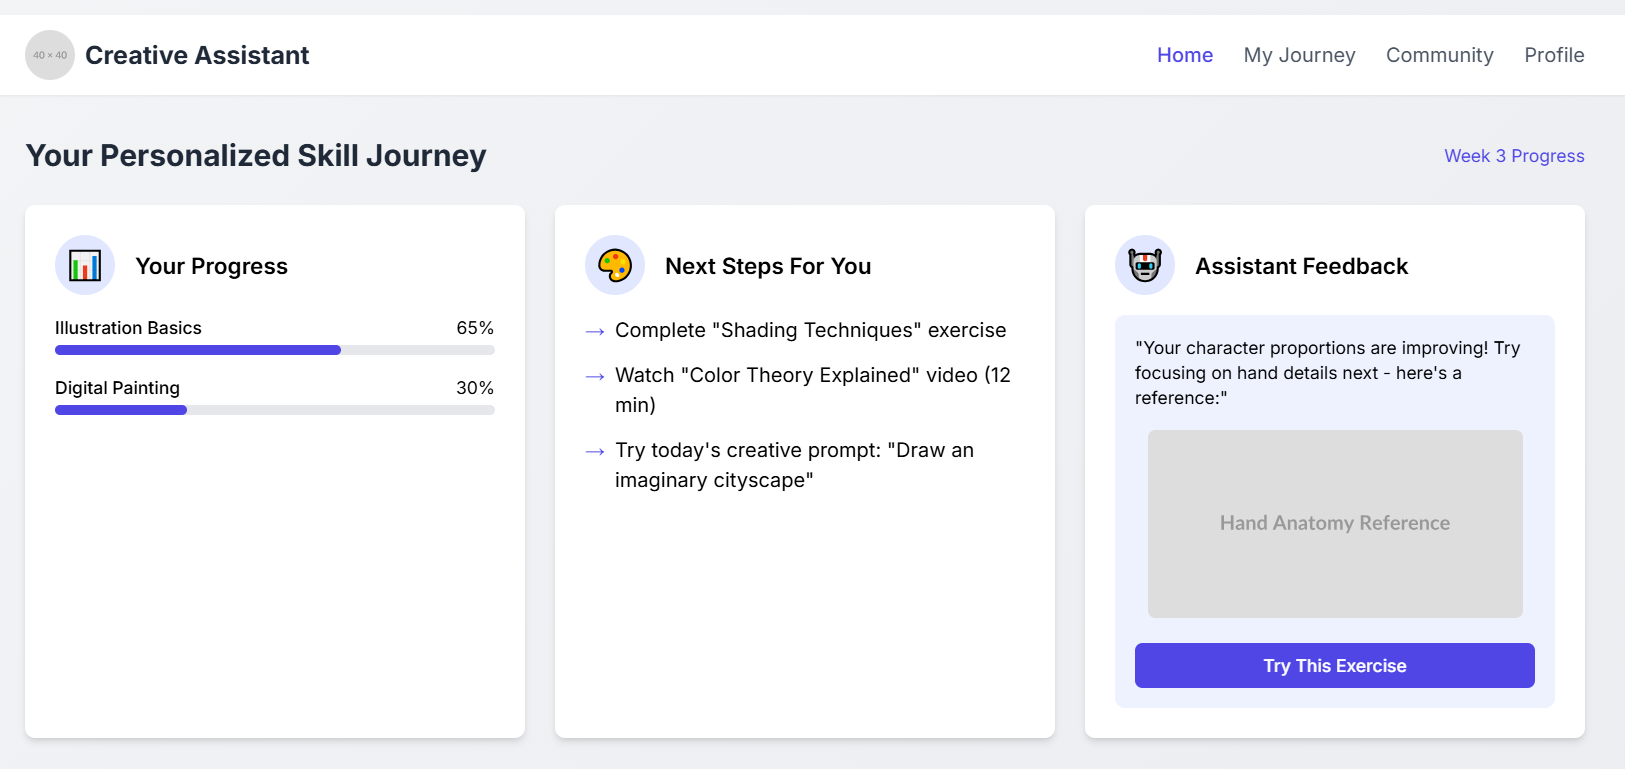 40 × 40
Creative Assistant
Home
My Journey
Community
Profile
Your Personalized Skill Journey
Week 3 Progress
Your Progress
Illustration Basics
65%
Digital Painting
30%
Next Steps For You
→ Complete "Shading Techniques" exercise
→ Watch "Color Theory Explained" video (12
min)
→ Try today's creative prompt: "Draw an
imaginary cityscape"
Assistant Feedback
"Your character proportions are improving! Try
focusing on hand details next - here's a
reference:"
Hand Anatomy Reference
Try This Exercise